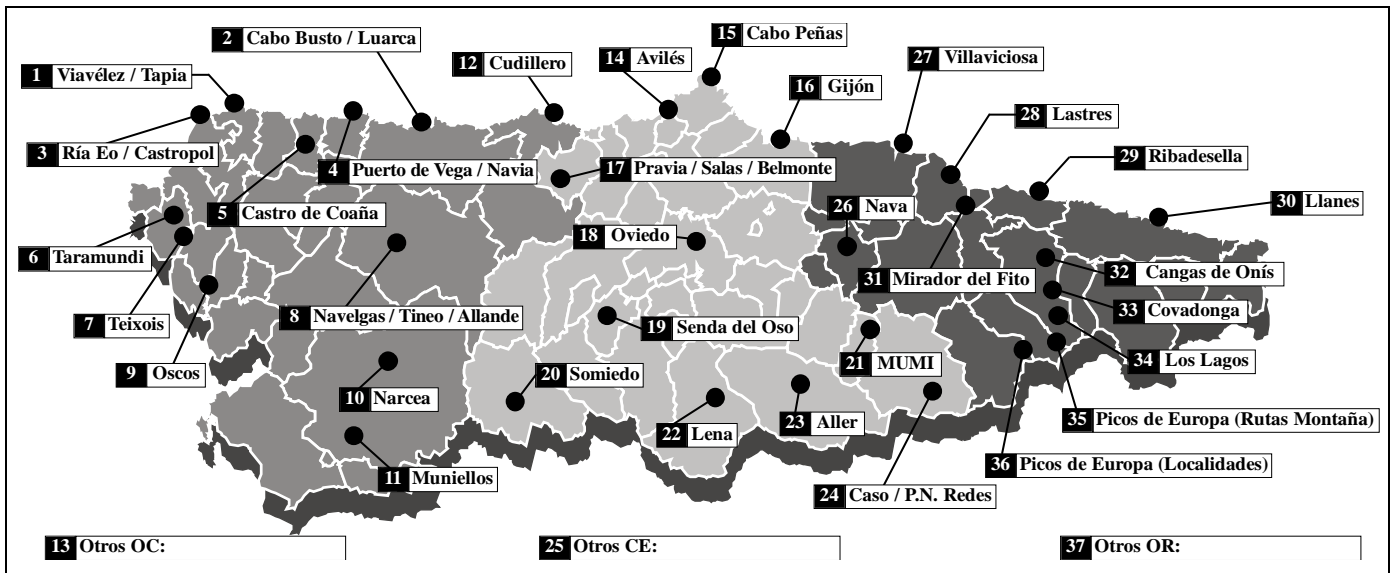 1 Viavélez / Tapia
2 Cabo Busto / Luarca
3 Ría Eo / Castropol
4 Puerto de Vega / Navia
5 Castro de Coaña
6 Taramundi
7 Teixois
8 Navelgas / Tineo / Allande
9 Oscos
10 Narcea
11 Muniellos
12 Cudillero
13 Otros OC:
14 Avilés
15 Cabo Peñas
16 Gijón
17 Pravia / Salas / Belmonte
18 Oviedo
19 Senda del Oso
20 Somiedo
21 MUMI
22 Lena
23 Aller
24 Caso / P.N. Redes
25 Otros CE:
26 Nava
27 Villaviciosa
28 Lastres
29 Ribadesella
30 Llanes
31 Mirador del Fito
32 Cangas de Onís
33 Covadonga
34 Los Lagos
35 Picos de Europa (Rutas Montaña)
36 Picos de Europa (Localidades)
37 Otros OR: